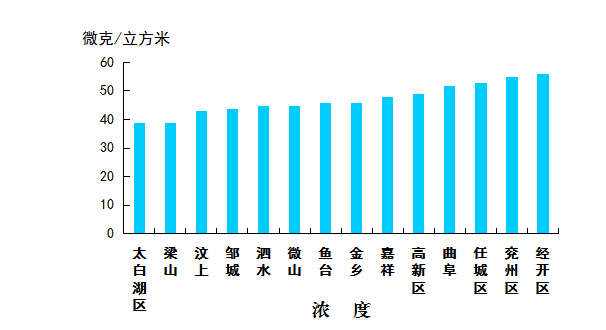 微克/立方米
60
50
40
30
20
10
0
太白湖区
梁山
汶上
邹城
泗水
微山
鱼台
金乡
嘉祥
高新区
曲阜
任城区
兖州区
经开区
浓 度